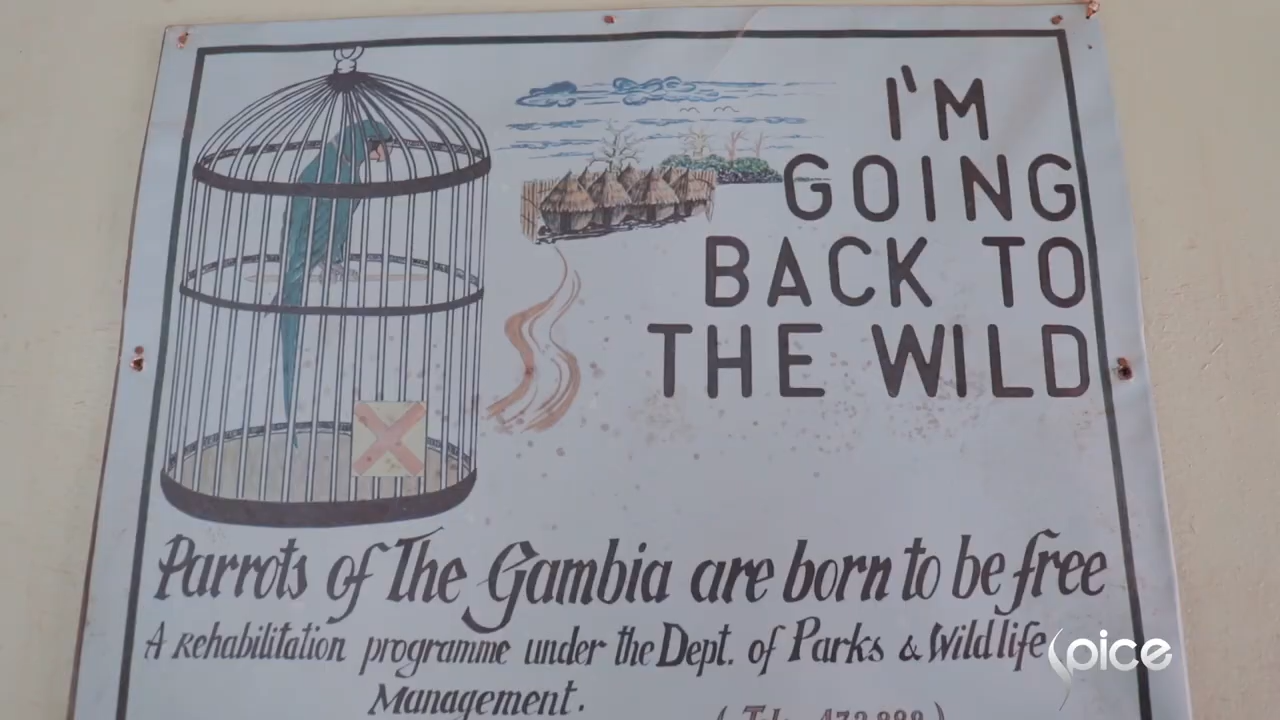 I'M
GOING
BACK TO
THE WILD
Parrots of The Gambia are born to be free
A Rehabilitation programme under the Dept. of Parks & Wildlife
Management.
spice